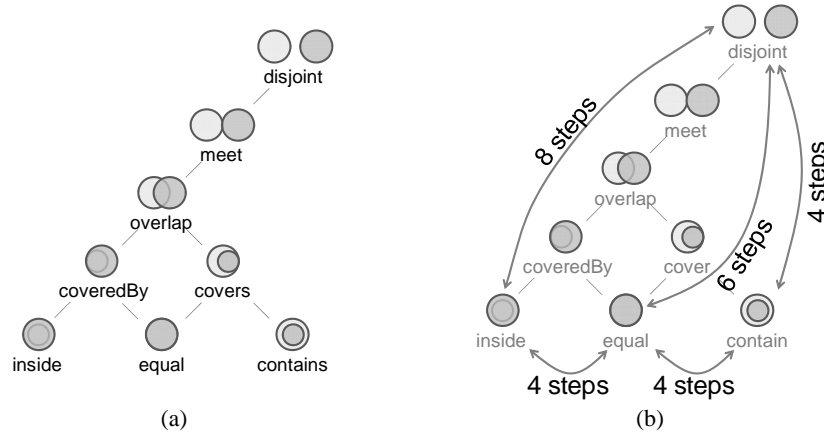 disjoint
meet
overlap
coveredBy covers
inside equal contains
(a)
disjoint
8 steps
meet
4 steps
overlap
6 steps
coveredBy cover
inside equal contain
4 steps 4 steps
(b)